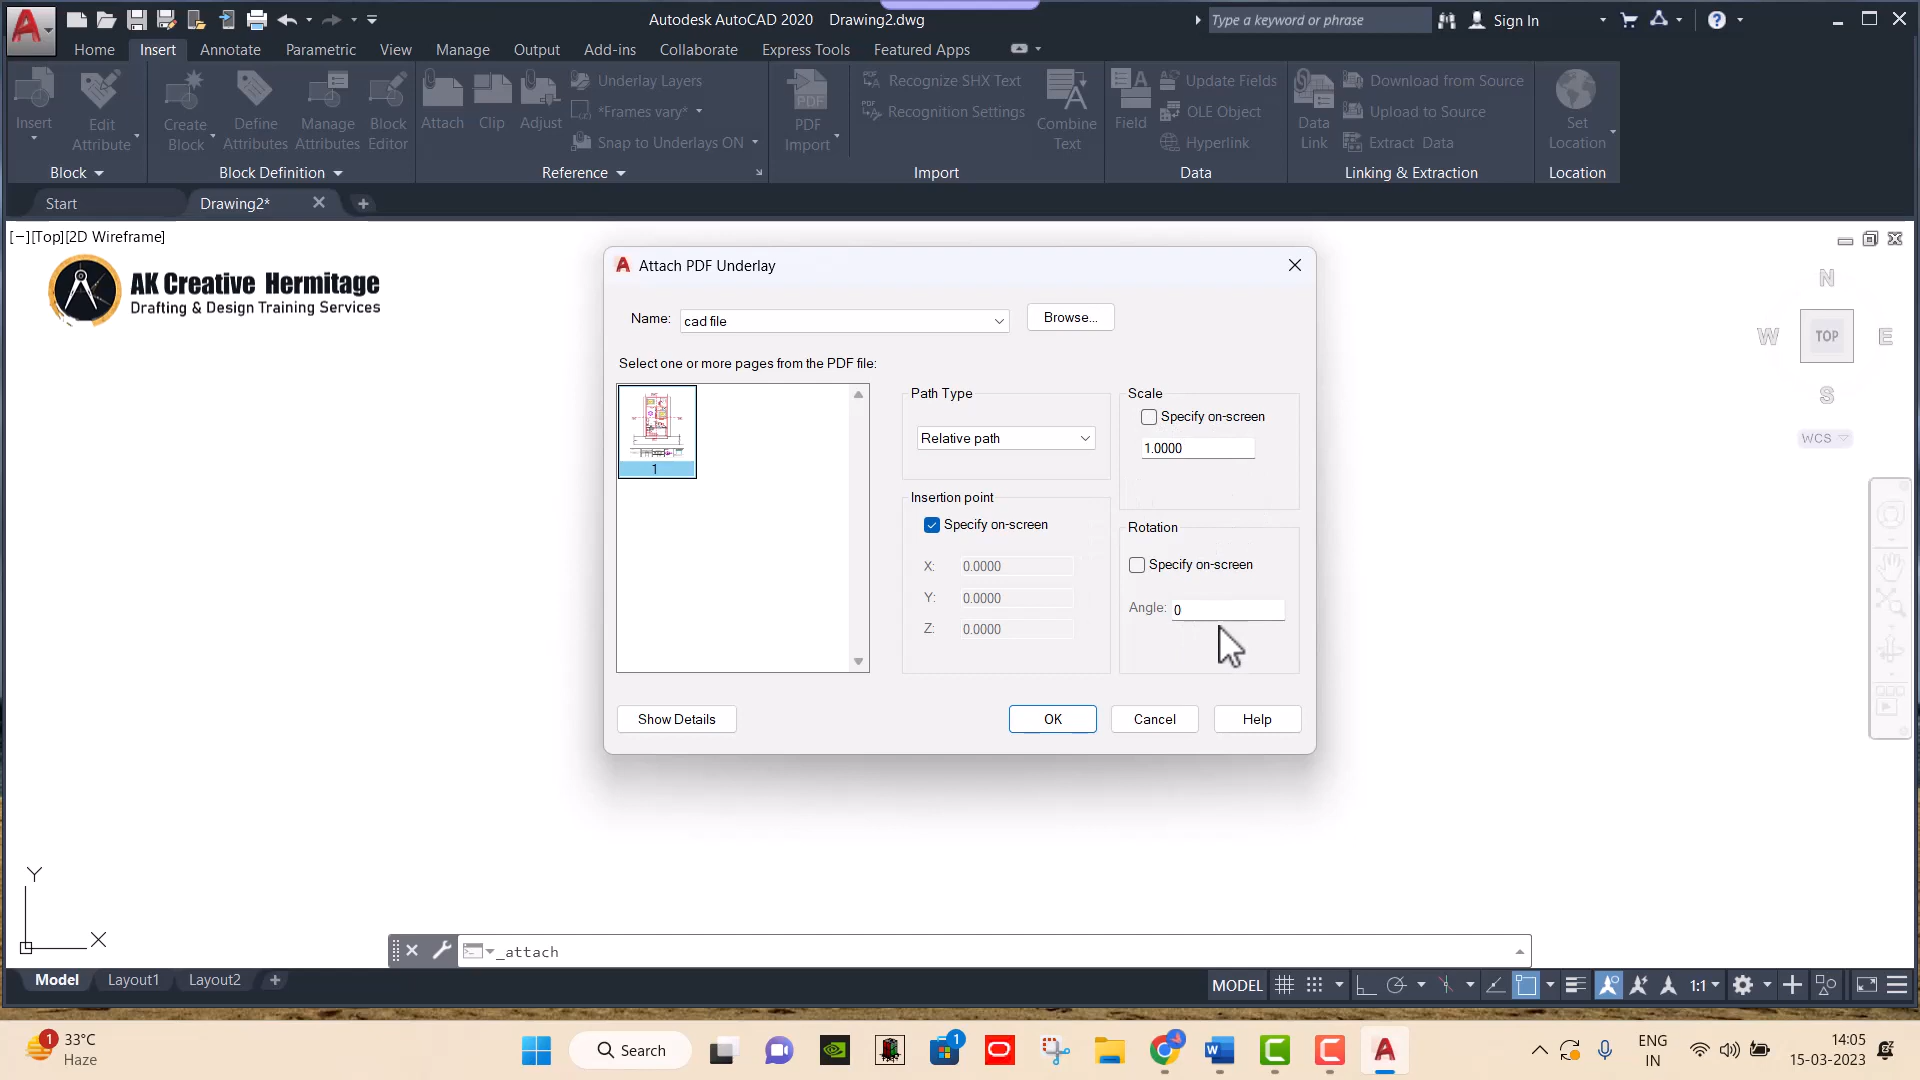 Autodesk AutoCAD 2020 Drawing2.dwg
Type a keyword or phrase
Sign In
Home Insert Annotate Parametric View Manage Output Add-ins Collaborate Express Tools Featured Apps
Insert
Edit
Attribute
Create
Block
Define
Attributes
Manage
Attributes
Block
Editor
Attach
Clip
Adjust
Underlay Layers
*Frames vary*
Snap to Underlays ON
PDF
PDF
Import
Recognize SHX Text
Recognition Settings
Combine
Text
Field
Update Fields
OLE Object
Hyperlink
Data
Link
Download from Source
Upload to Source
Extract Data
Set
Location
Block
Block Definition
Reference
Import
Data
Linking & Extraction
Location
Start
Drawing2*
[−][Top][2D Wireframe]
AK Creative Hermitage
Drafting & Design Training Services
N
W
TOP
E
S
WCS
Attach PDF Underlay
Name: cad file
Browse...
Select one or more pages from the PDF file:
1
Path Type
Relative path
Insertion point
Specify on-screen
X: 0.0000
Y: 0.0000
Z: 0.0000
Scale
Specify on-screen
1.0000
Rotation
Specify on-screen
Angle: 0
Show Details
OK
Cancel
Help
Y
X
_attach
Model Layout1 Layout2
MODEL
1:1
1
33°C
Haze
Search
1
ENG
IN
14:05
15-03-2023